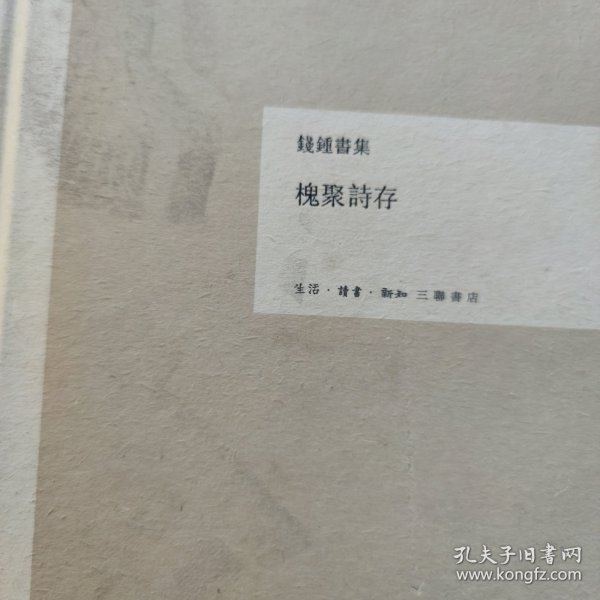 錢鍾書集
槐聚詩存
生活·讀書·新知 三聯書店
孔夫子旧书网
www.kongfz.com